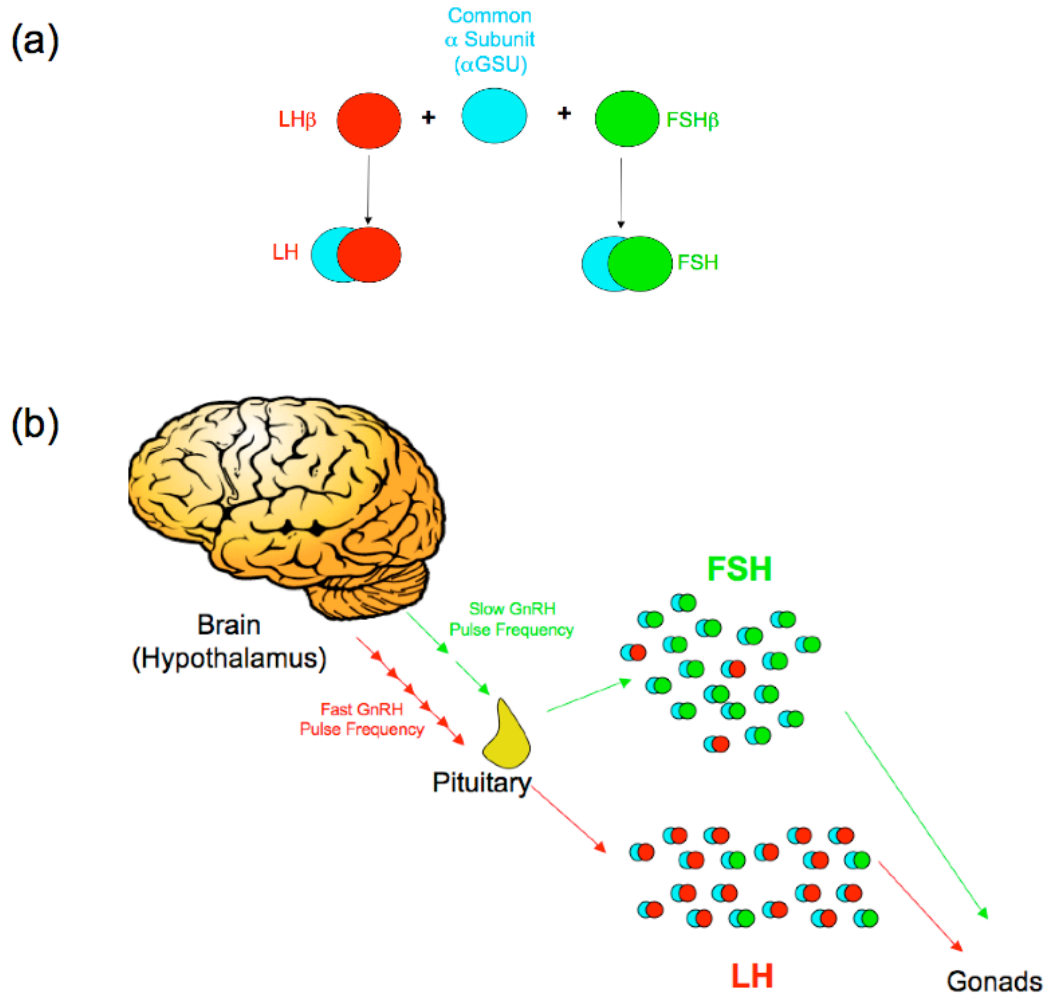 (a)
Common
α Subunit
(αGSU)
LHβ
+
+
FSHβ
LH
FSH
(b)
FSH
Slow GnRH
Pulse Frequency
Brain
(Hypothalamus)
Fast GnRH
Pulse Frequency
Pituitary
LH
Gonads